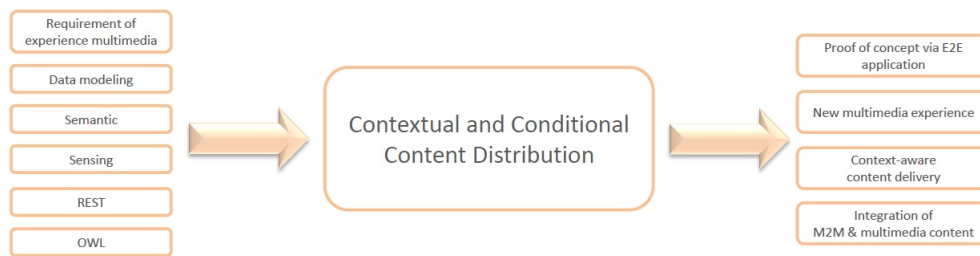 Requirement of
experience multimedia
Data modeling
Semantic
Sensing
REST
OWL
Contextual and Conditional
Content Distribution
Proof of concept via E2E
application
New multimedia experience
Context-aware
content delivery
Integration of
M2M & multimedia content